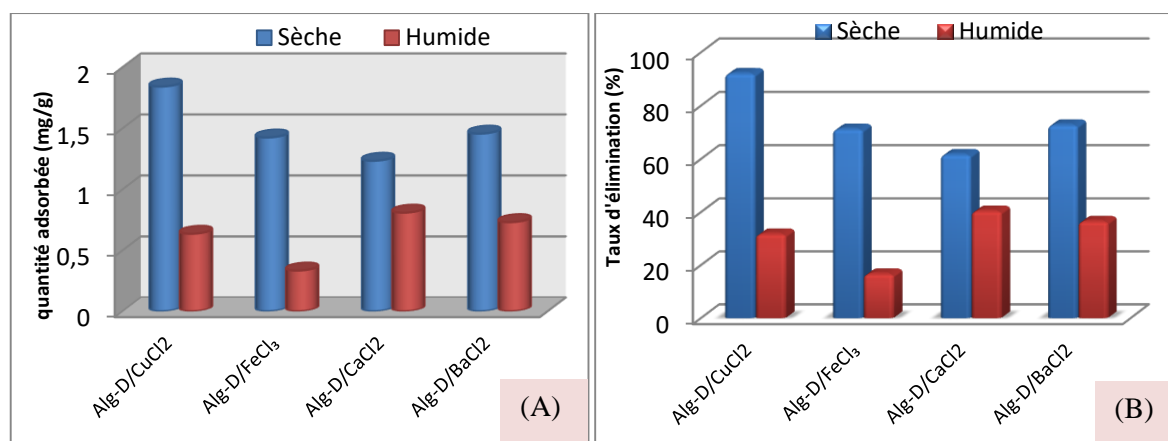 Sèche Humide
quantité adsorbée (mg/g)
2
1,5
1
0,5
0
Alg-D/CuCl2
Alg-D/FeCl₃
Alg-D/CaCl2
Alg-D/BaCl2
(A)
Sèche Humide
Taux d'élimination (%)
100
80
60
40
20
0
Alg-D/CuCl2
Alg-D/FeCl₃
Alg-D/CaCl2
Alg-D/BaCl2
(B)